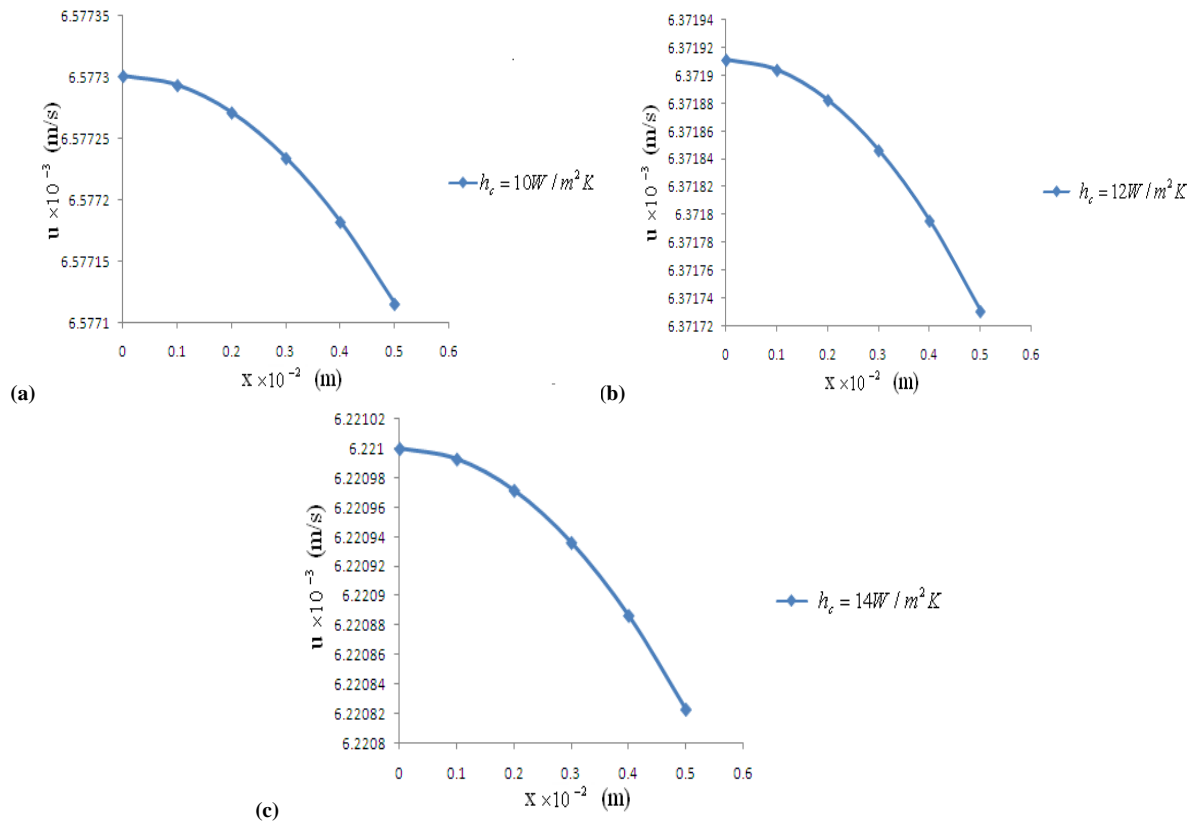 6.57735
6.5773
6.57725
6.5772
6.57715
6.5771
u ×10⁻³ (m/s)
0 0.1 0.2 0.3 0.4 0.5 0.6
x ×10⁻² (m)
h_c = 10W / m² K
(a)
6.37194
6.37192
6.3719
6.37188
6.37186
6.37184
6.37182
6.3718
6.37178
6.37176
6.37174
6.37172
u ×10⁻³ (m/s)
0 0.1 0.2 0.3 0.4 0.5 0.6
x ×10⁻² (m)
h_c = 12W / m² K
(b)
6.22102
6.221
6.22098
6.22096
6.22094
6.22092
6.2209
6.22088
6.22086
6.22084
6.22082
6.2208
u ×10⁻³ (m/s)
0 0.1 0.2 0.3 0.4 0.5 0.6
x ×10⁻² (m)
h_c = 14W / m² K
(c)